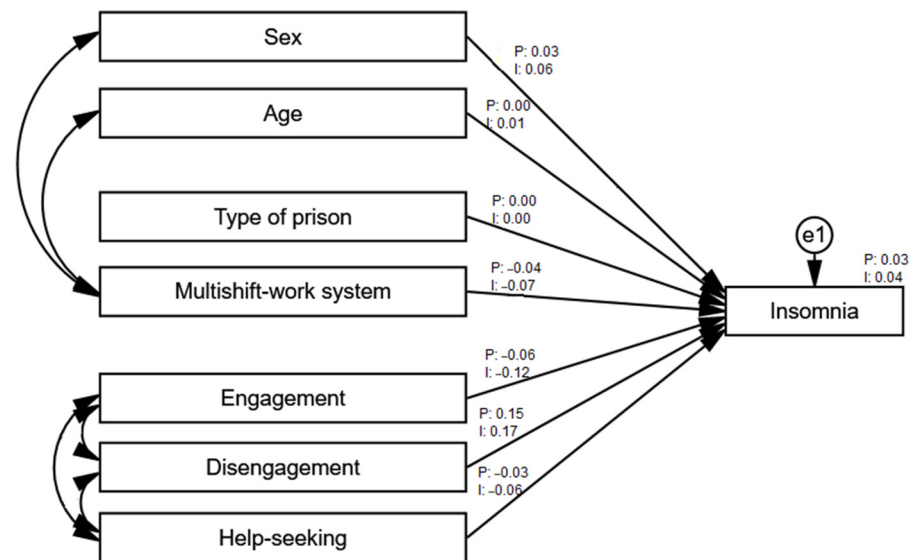 Sex
P: 0.03
I: 0.06
Age
P: 0.00
I: 0.01
Type of prison
P: 0.00
I: 0.00
Multishift-work system
P: –0.04
I: –0.07
e1
P: 0.03
I: 0.04
Insomnia
Engagement
P: –0.06
I: –0.12
Disengagement
P: 0.15
I: 0.17
Help-seeking
P: –0.03
I: –0.06